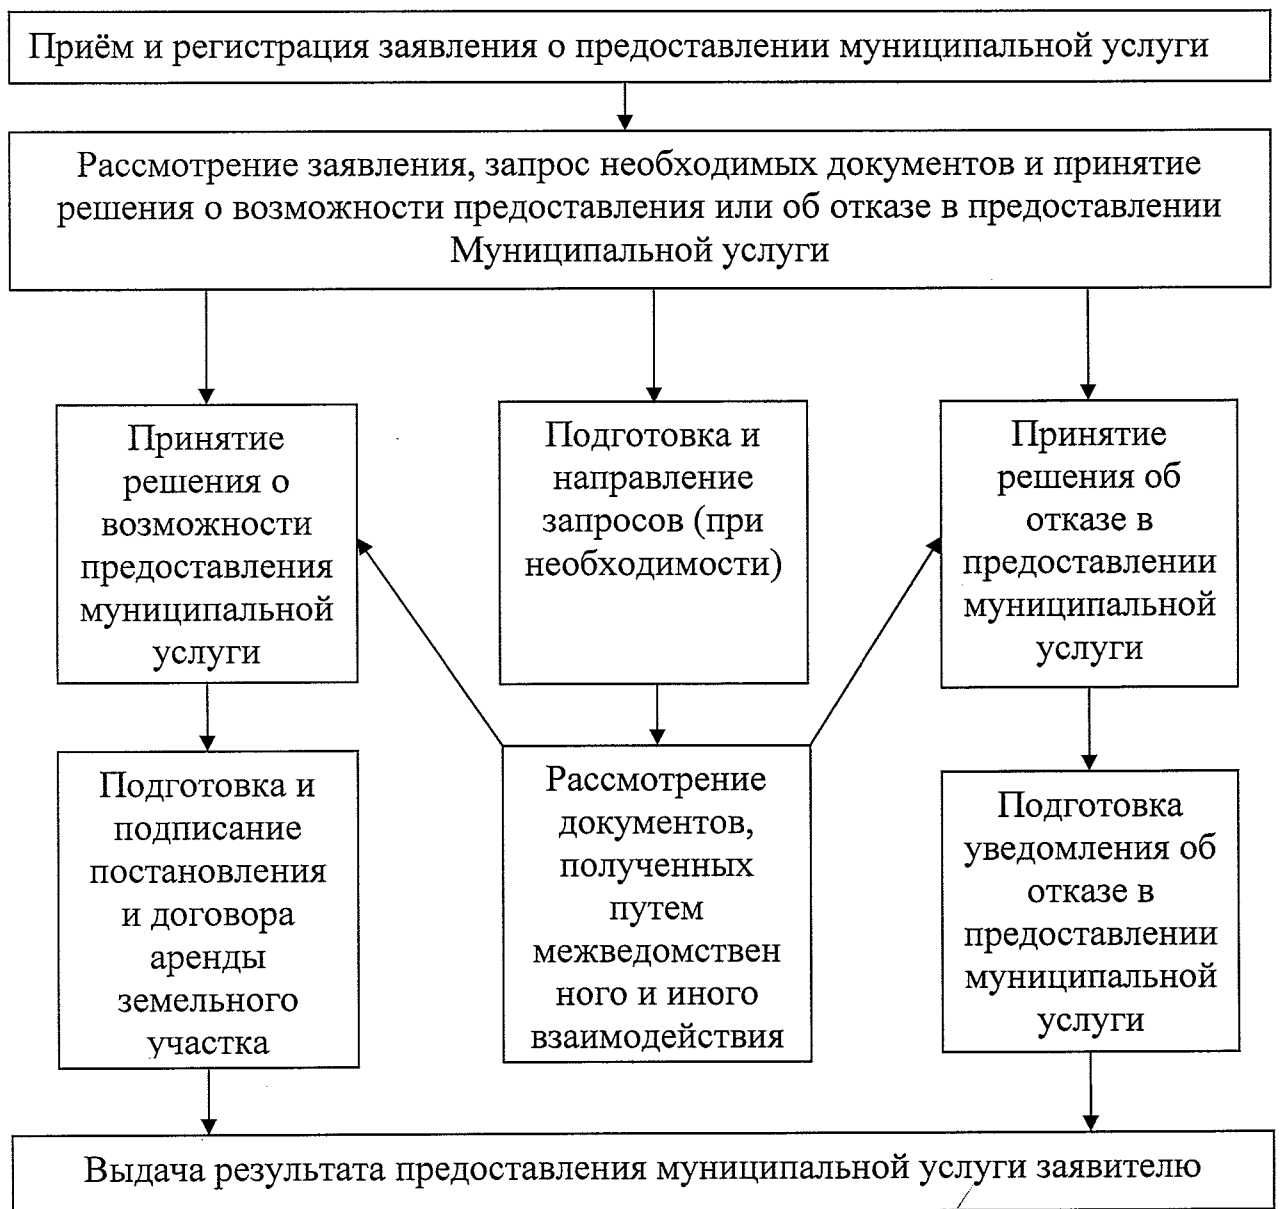 Приём и регистрация заявления о предоставлении муниципальной услуги
Рассмотрение заявления, запрос необходимых документов и принятие
решения о возможности предоставления или об отказе в предоставлении
Муниципальной услуги
Принятие
решения о
возможности
предоставления
муниципальной
услуги
Подготовка и
направление
запросов (при
необходимости)
Принятие
решения об
отказе в
предоставлении
муниципальной
услуги
Подготовка и
подписание
постановления
и договора
аренды
земельного
участка
Рассмотрение
документов,
полученных
путем
межведомствен
ного и иного
взаимодействия
Подготовка
уведомления об
отказе в
предоставлении
муниципальной
услуги
Выдача результата предоставления муниципальной услуги заявителю